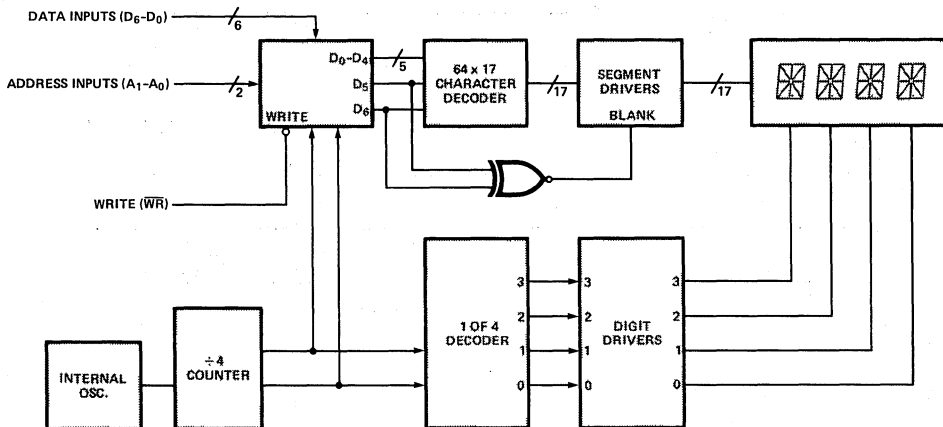 DATA INPUTS (D6-D0)
6
ADDRESS INPUTS (A1-A0)
2
WRITE
D0-D4
5
D5
D6
64 x 17
CHARACTER
DECODER
17
SEGMENT
DRIVERS
BLANK
17
WRITE (WR)
INTERNAL
OSC.
÷4
COUNTER
1 OF 4
DECODER
3
2
1
0
3
2
1
0
DIGIT
DRIVERS
3
2
1
0